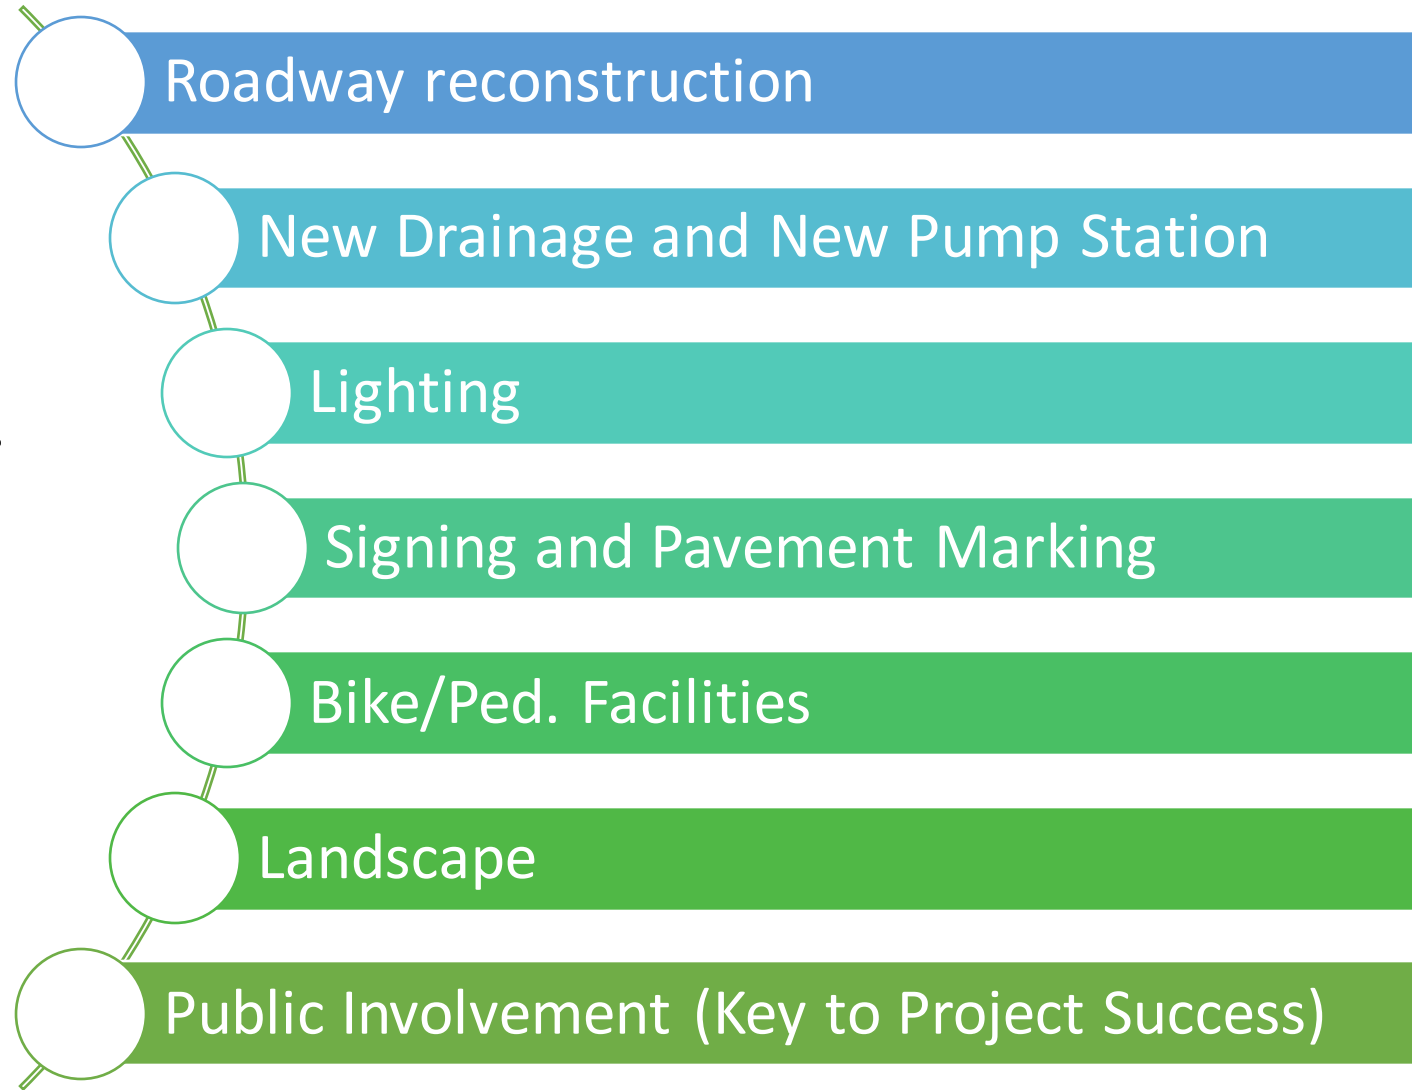 Roadway reconstruction
New Drainage and New Pump Station
Lighting
Signing and Pavement Marking
Bike/Ped. Facilities
Landscape
Public Involvement (Key to Project Success)